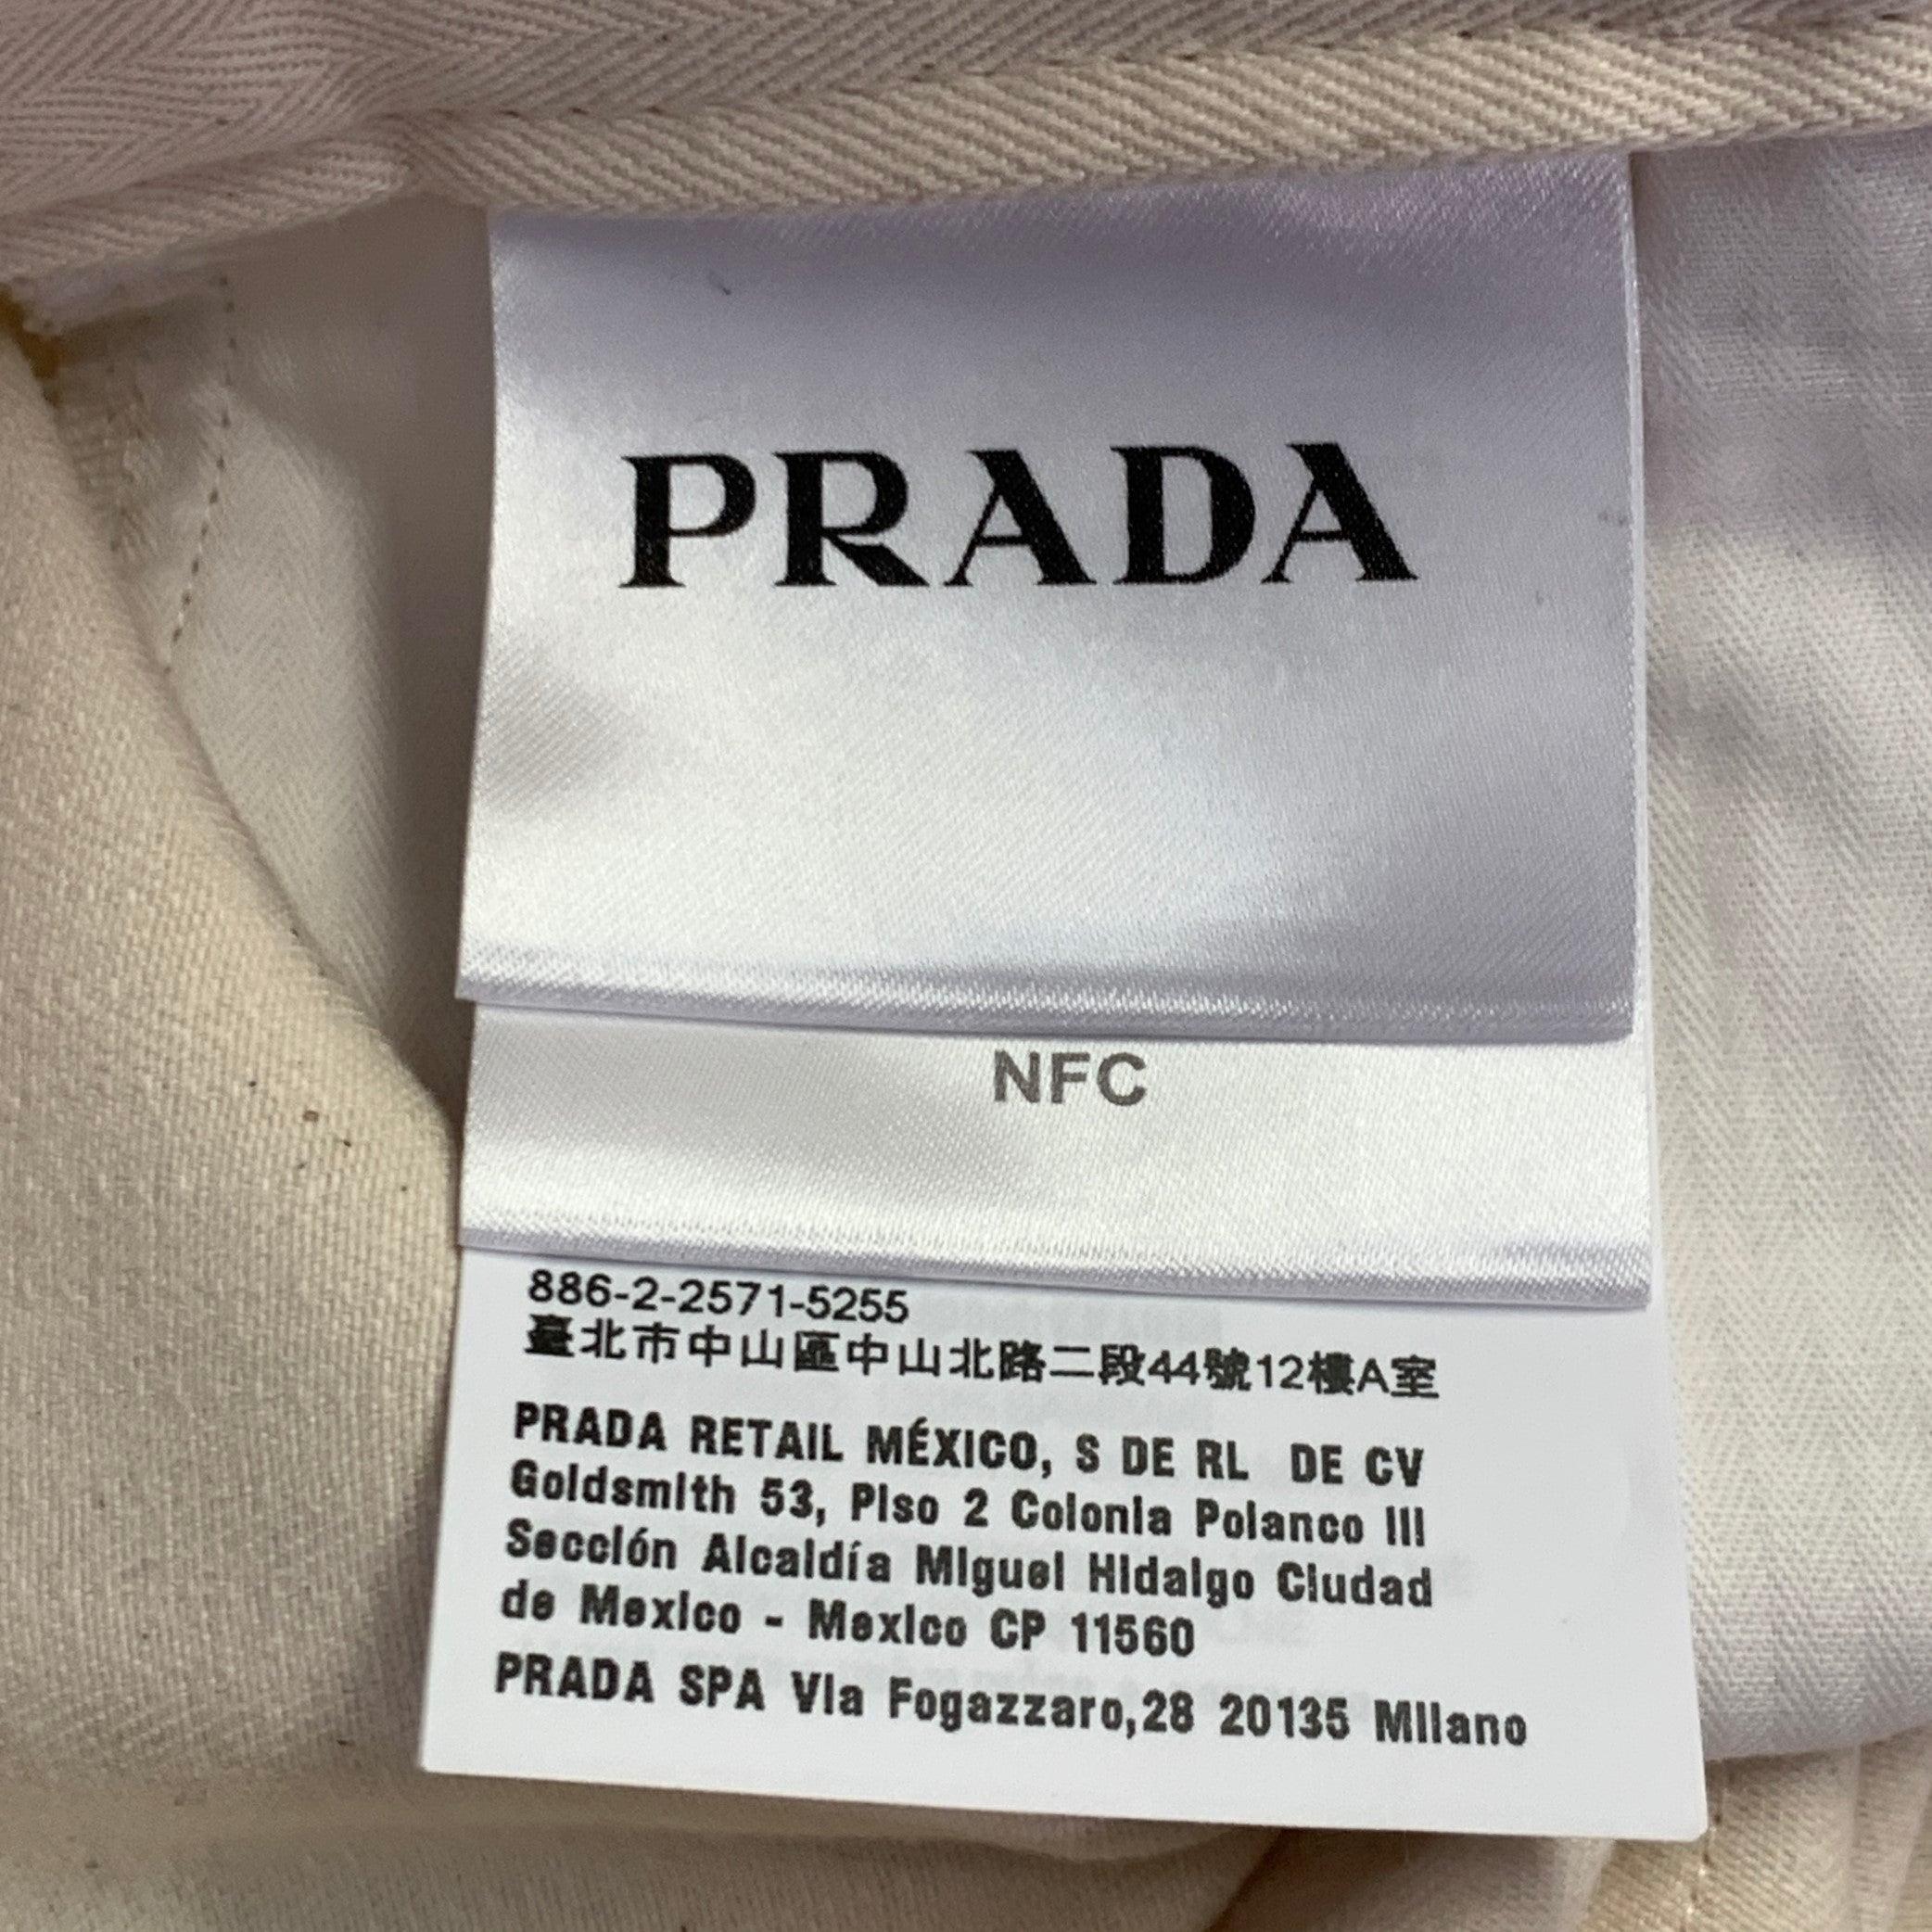 PRADA
NFC
886-2-2571-5255
臺北市中山區中山北路二段44號12樓A室
PRADA RETAIL MÉXICO, S DE RL DE CV
Goldsmith 53, Piso 2 Colonia Polanco III
Sección Alcaldía Miguel Hidalgo Ciudad
de Mexico - Mexico CP 11560
PRADA SPA Via Fogazzaro,28 20135 Milano